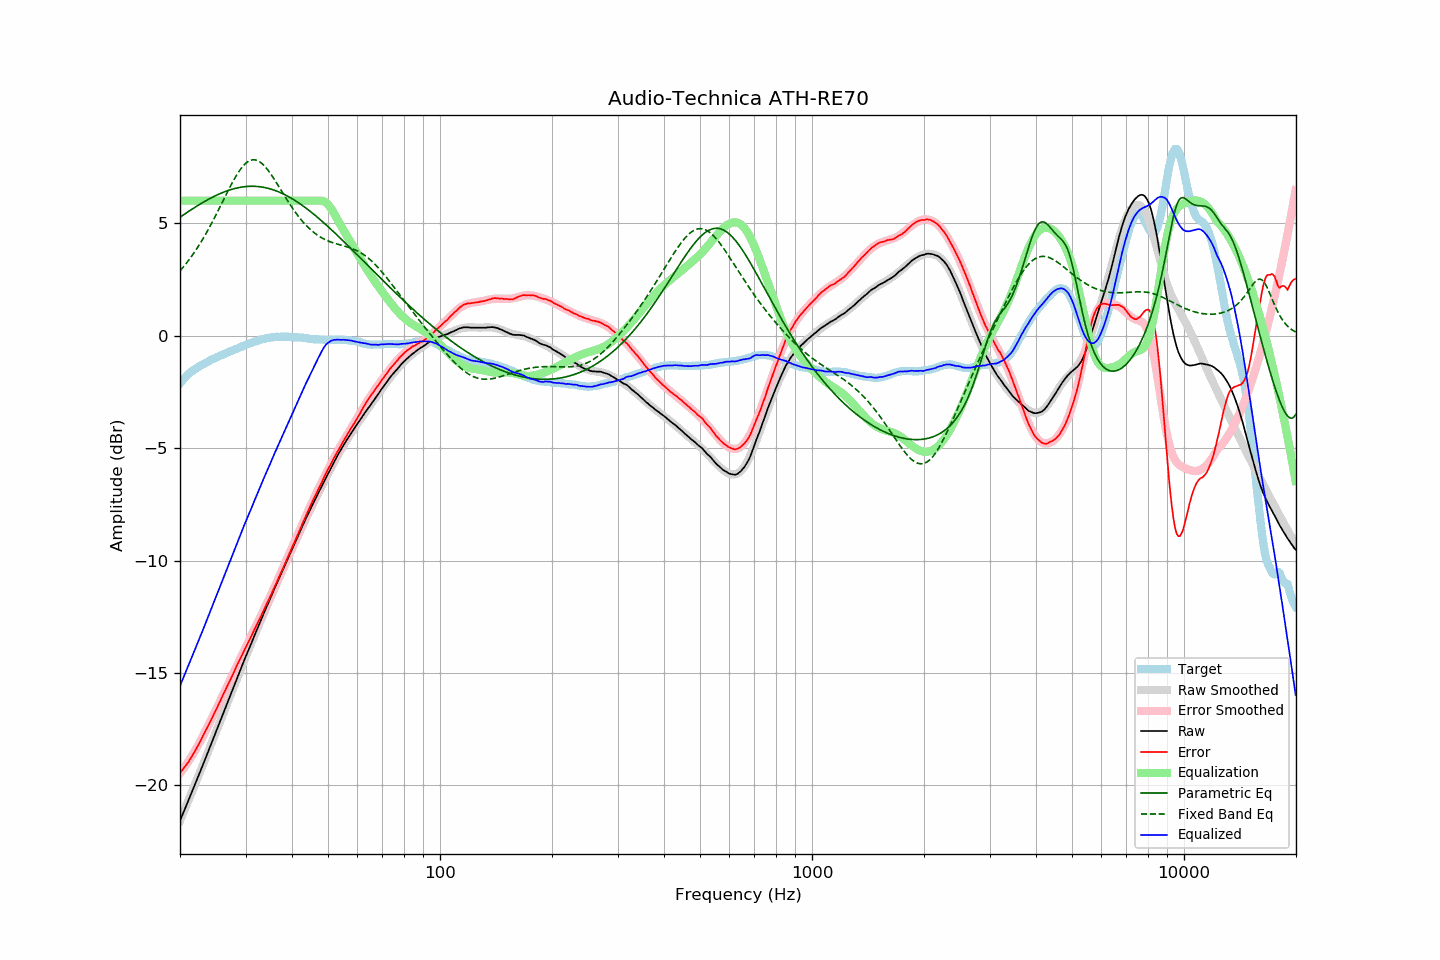 Audio-Technica ATH-RE70
5
0
−5
−10
−15
−20
Amplitude (dBr)
100
1000
10000
Frequency (Hz)
Target
Raw Smoothed
Error Smoothed
Raw
Error
Equalization
Parametric Eq
Fixed Band Eq
Equalized